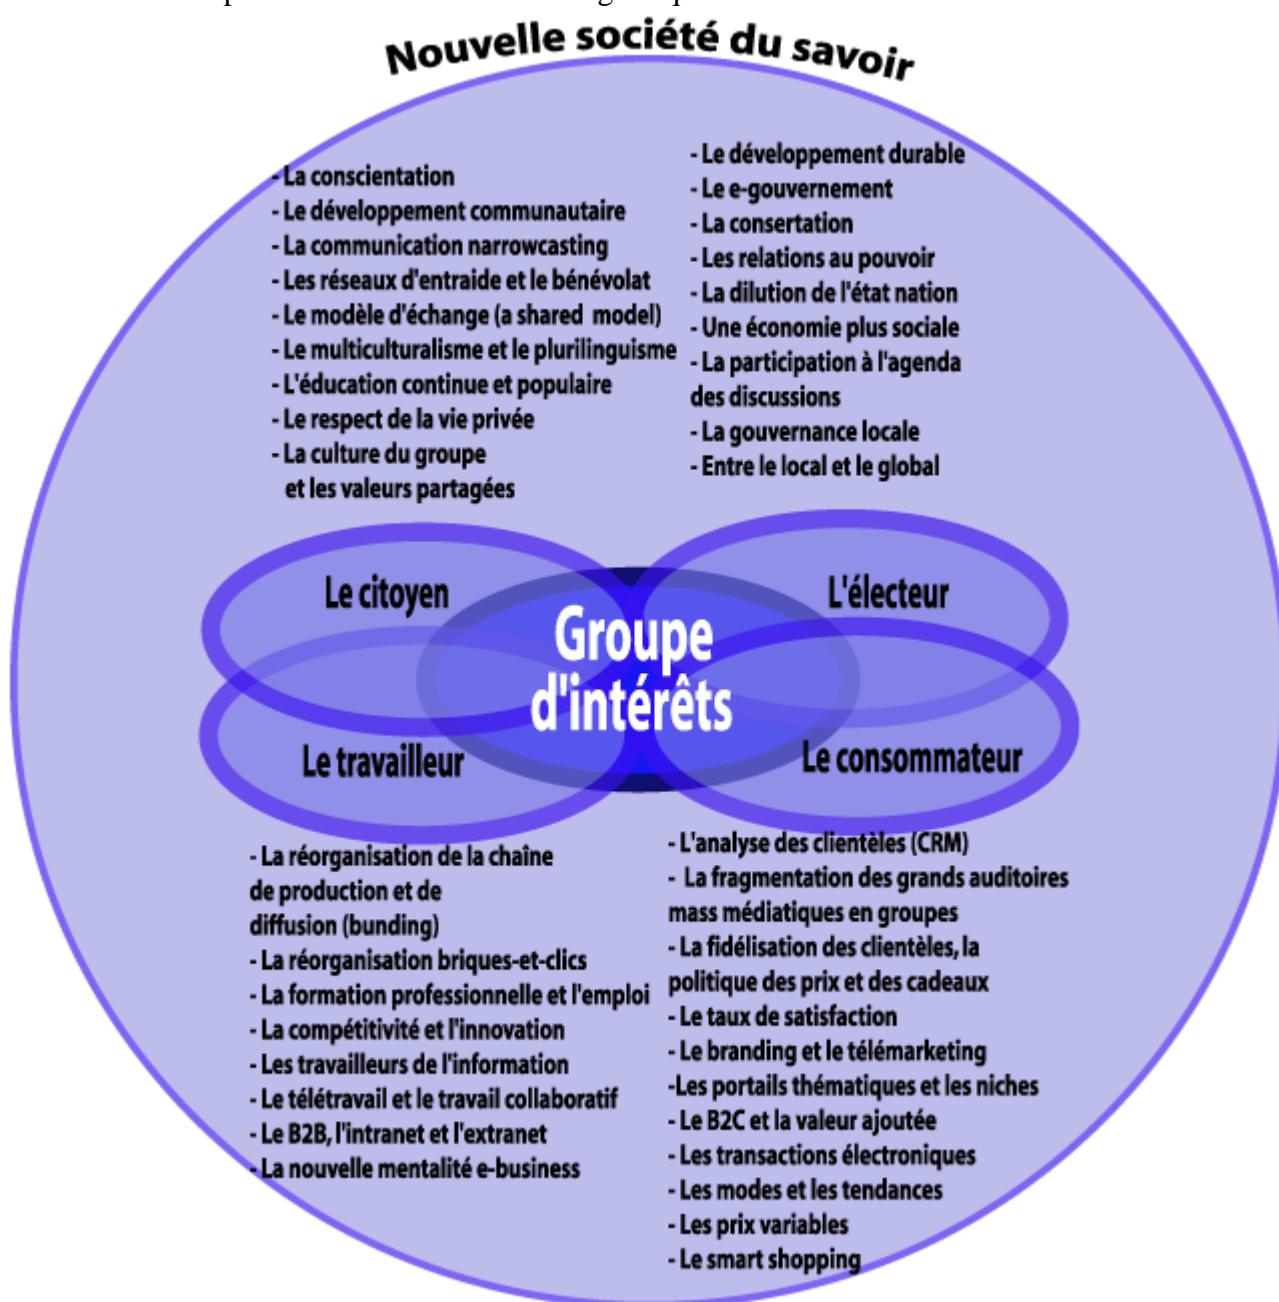 Nouvelle société du savoir
- La conscientation
- Le développement communautaire
- La communication narrowcasting
- Les réseaux d'entraide et le bénévolat
- Le modèle d'échange (a shared model)
- Le multiculturalisme et le plurilinguisme
- L'éducation continue et populaire
- Le respect de la vie privée
- La culture du groupe
et les valeurs partagées
- Le développement durable
- Le e-gouvernement
- La consertation
- Les relations au pouvoir
- La dilution de l'état nation
- Une économie plus sociale
- La participation à l'agenda
des discussions
- La gouvernance locale
- Entre le local et le global
Le citoyen
L'électeur
Groupe
d'intérêts
Le travailleur
Le consommateur
- La réorganisation de la chaîne
de production et de
diffusion (bunding)
- La réorganisation briques-et-clics
- La formation professionnelle et l'emploi
- La compétitivité et l'innovation
- Les travailleurs de l'information
- Le télétravail et le travail collaboratif
- Le B2B, l'intranet et l'extranet
- La nouvelle mentalité e-business
- L'analyse des clientèles (CRM)
- La fragmentation des grands auditoires
mass médiatiques en groupes
- La fidélisation des clientèles, la
politique des prix et des cadeaux
- Le taux de satisfaction
- Le branding et le télémarketing
-Les portails thématiques et les niches
- Le B2C et la valeur ajoutée
- Les transactions électroniques
- Les modes et les tendances
- Les prix variables
- Le smart shopping